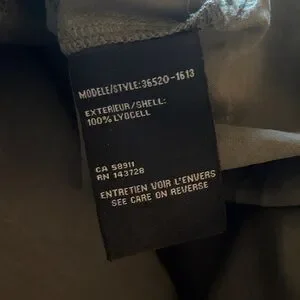 MODELE/STYLE:36520-1613
EXTERIEUR/SHELL:
100% LYOCELL
CA 58911
RN 143728
ENTRETIEN VOIR L'ENVERS
SEE CARE ON REVERSE